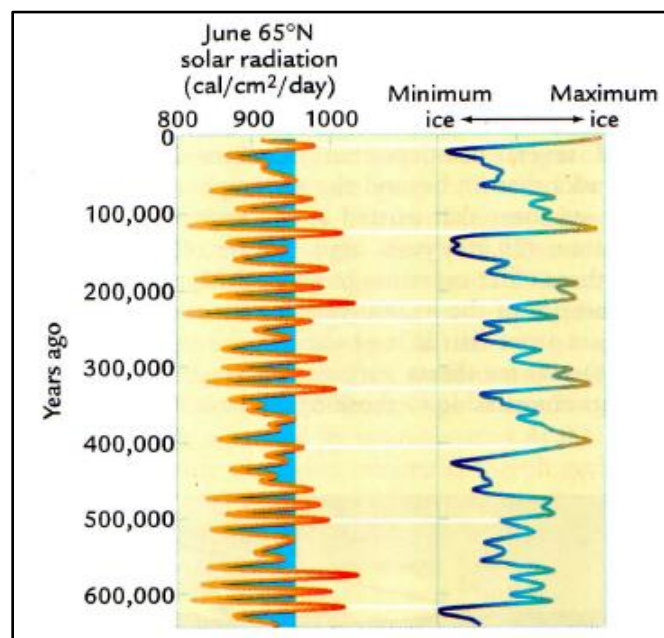 June 65°N
solar radiation
(cal/cm²/day)
800 900 1000
Minimum ice
Maximum ice
Years ago
0
100,000
200,000
300,000
400,000
500,000
600,000